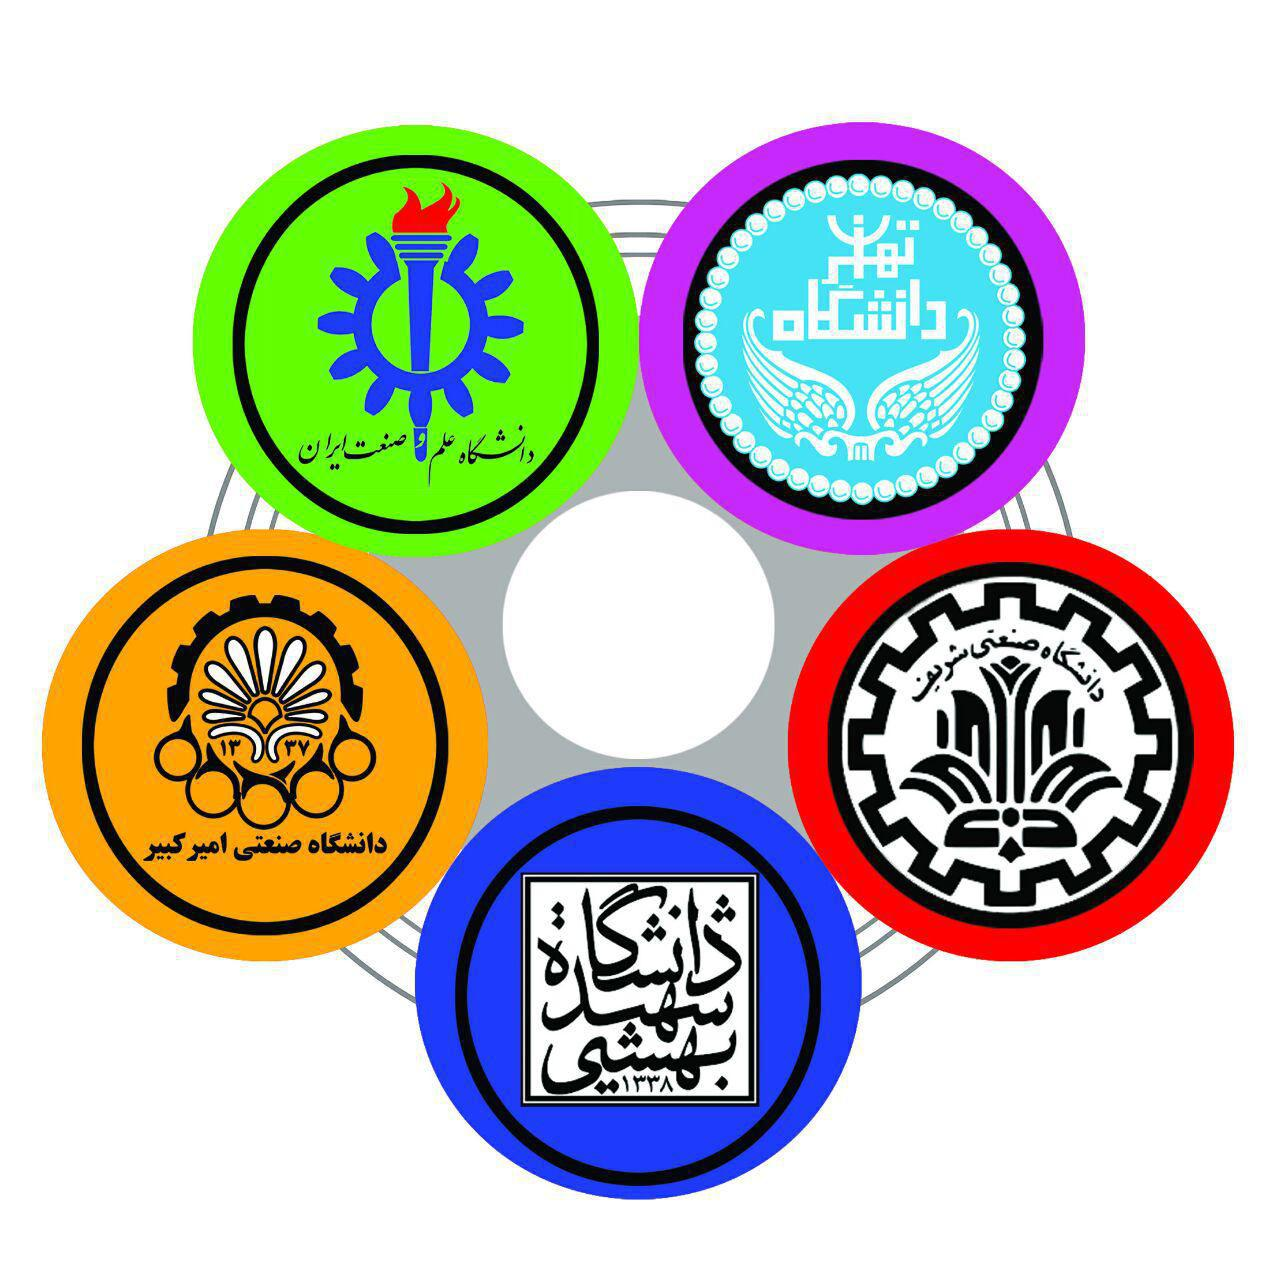 دانشگاه علم و صنعت ایران
دانشگاه
تهران
دانشگاه صنعتی امیرکبیر
۱۳ ۳۷
دانشگاه صنعتی شریف
دانشگاه
شهید
بهشتی
۱۳۳۸